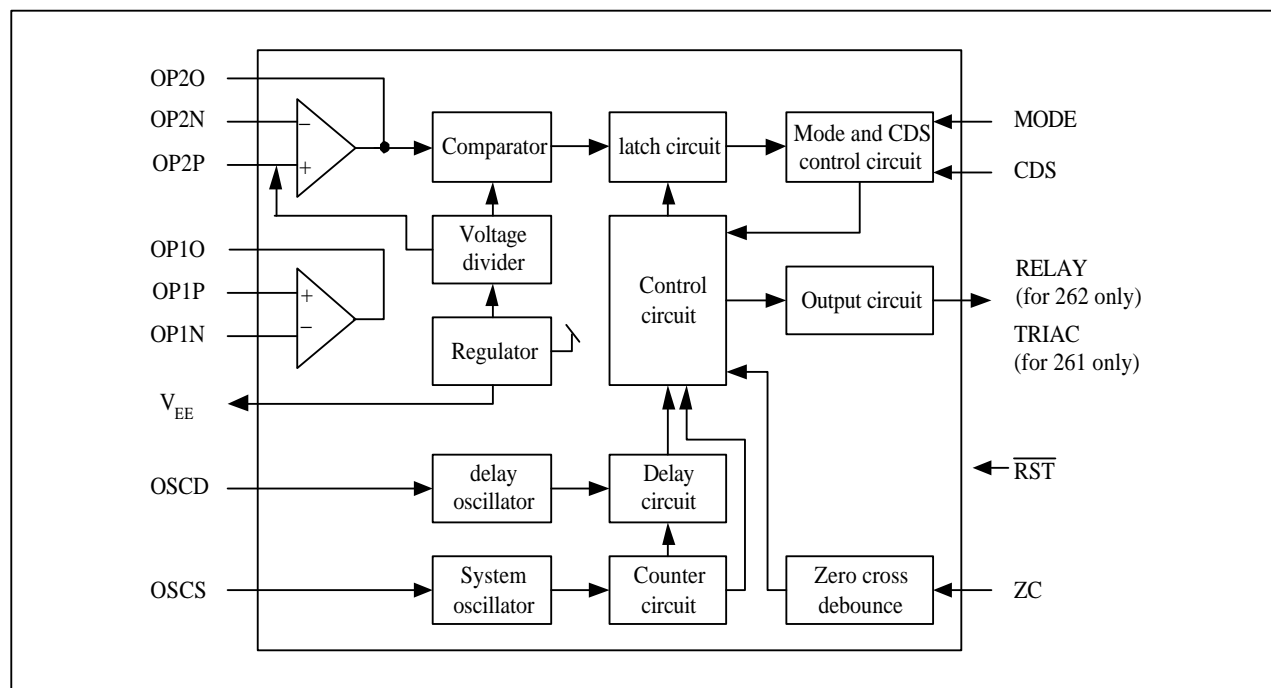 OP2O
OP2N
OP2P
OP1O
OP1P
OP1N
V_EE
OSCD
OSCS
−
+
+
−
Comparator
latch circuit
Mode and CDS
control circuit
Voltage
divider
Regulator
Control
circuit
Output circuit
delay
oscillator
Delay
circuit
System
oscillator
Counter
circuit
Zero cross
debounce
MODE
CDS
RELAY
(for 262 only)
TRIAC
(for 261 only)
RST
ZC